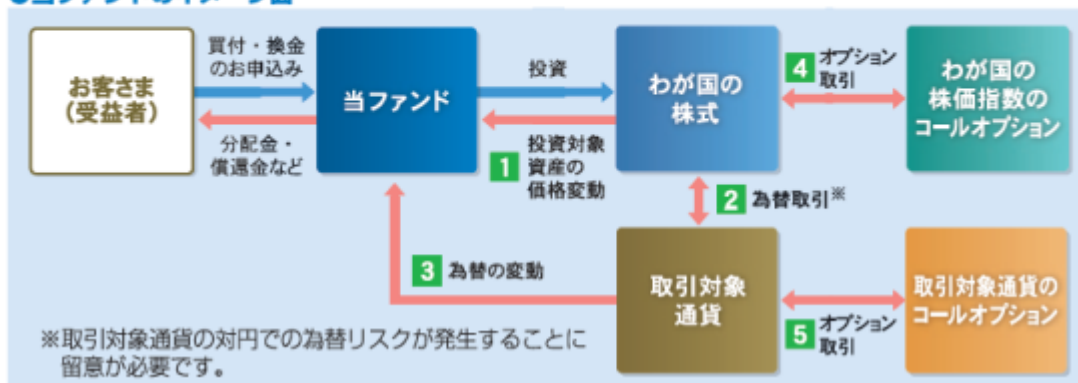 お客さま
（受益者）
買付・換金
のお申込み
分配金・
償還金など
当ファンド
投資
1
投資対象
資産の
価格変動
わが国の
株式
4
オプション
取引
わが国の
株価指数の
コールオプション
2
為替取引※
3
為替の変動
取引対象
通貨
5
オプション
取引
取引対象通貨の
コールオプション
※取引対象通貨の対円での為替リスクが発生することに
留意が必要です。